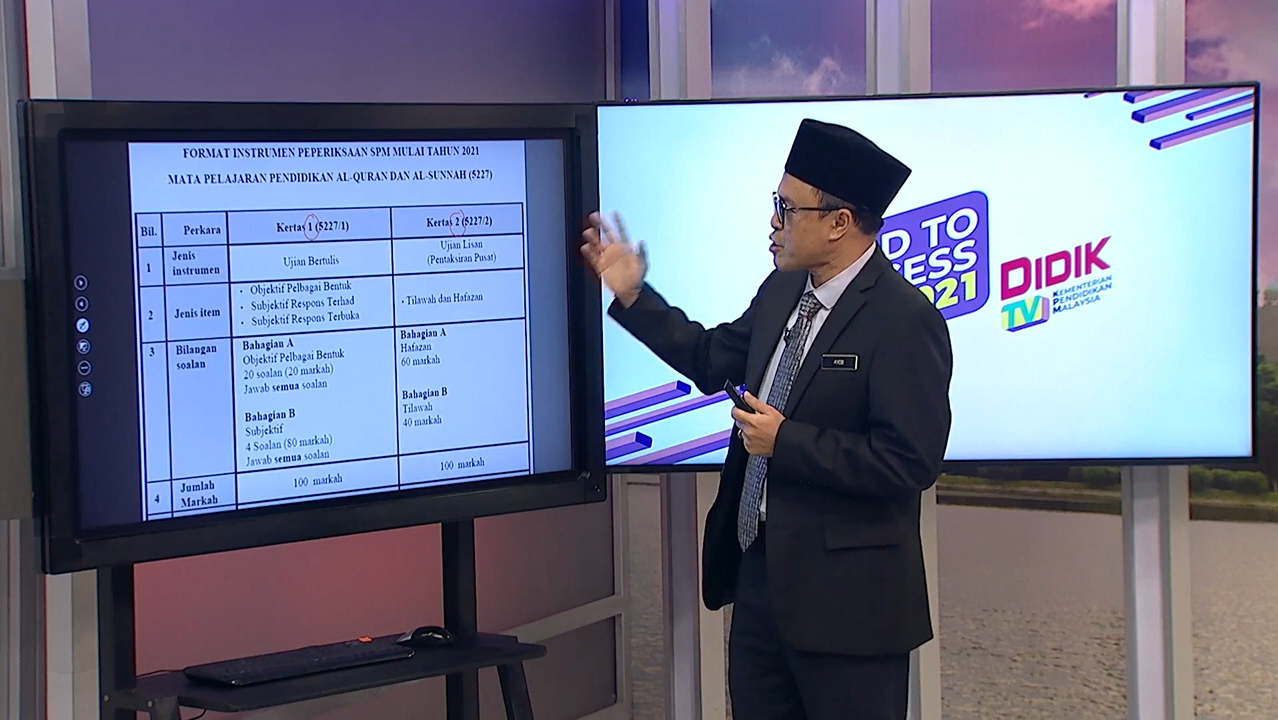 FORMAT INSTRUMEN PEPERIKSAAN SPM MULAI TAHUN 2021
MATA PELAJARAN PENDIDIKAN AL-QURAN DAN AL-SUNNAH (5227)
Bil. Perkara Kertas 1 (5227/1) Kertas 2 (5227/2)
1 Jenis instrumen Ujian Bertulis Ujian Lisan
(Pentaksiran Pusat)
2 Jenis item
• Objektif Pelbagai Bentuk
• Subjektif Respons Terhad
• Subjektif Respons Terbuka
• Tilawah dan Hafazan
3 Bilangan soalan
Bahagian A
Objektif Pelbagai Bentuk
20 soalan (20 markah)
Jawab semua soalan
Bahagian B
Subjektif
4 Soalan (80 markah)
Jawab semua soalan
Bahagian A
Hafazan
60 markah
Bahagian B
Tilawah
40 markah
4 Jumlah Markah 100 markah 100 markah
D TO
ESS
021
DIDIK
TV
KEMENTERIAN
PENDIDIKAN
MALAYSIA